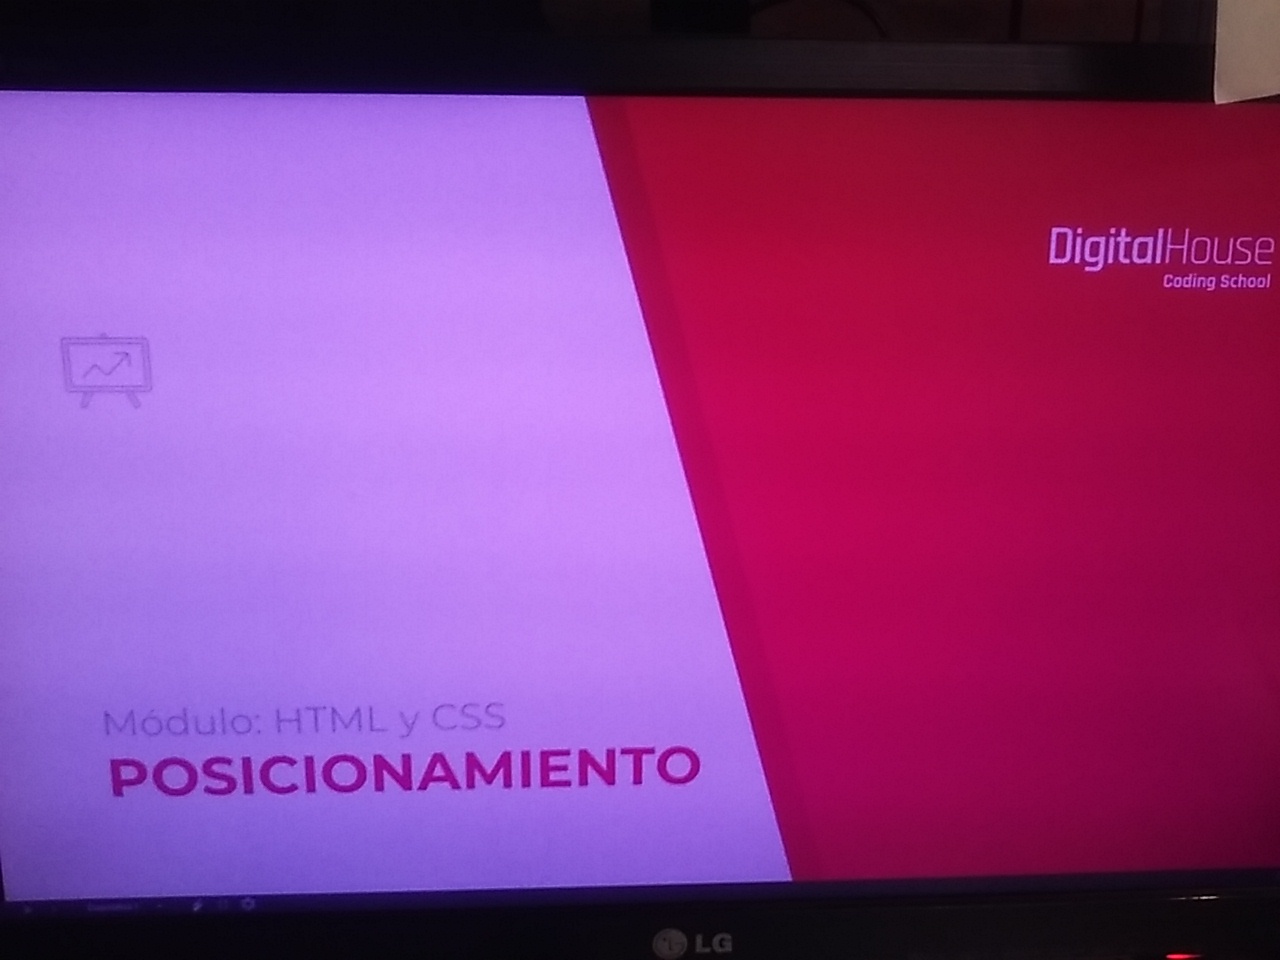 DigitalHouse
Coding School
Módulo: HTML y CSS
POSICIONAMIENTO
LG